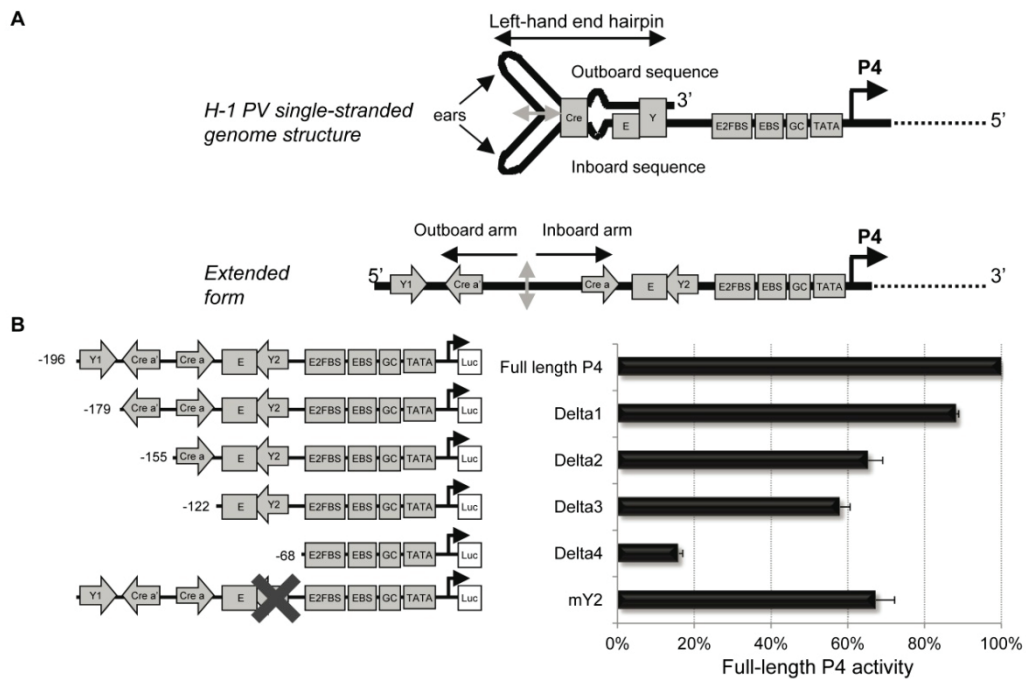 A
Left-hand end hairpin
P4
Outboard sequence
3’
H-1 PV single-stranded
genome structure
ears
Cre
E
Y
E2FBS
EBS
GC
TATA
5’
Inboard sequence
Outboard arm
Inboard arm
P4
Extended
form
5’
Y1
Cre a
Cre a
E
Y2
E2FBS
EBS
GC
TATA
3’
B
-196
Y1
Cre a'
Cre a
E
Y2
E2FBS
EBS
GC
TATA
Luc
-179
Cre a'
Cre a
E
Y2
E2FBS
EBS
GC
TATA
Luc
-155
Cre a
E
Y2
E2FBS
EBS
GC
TATA
Luc
-122
E
Y2
E2FBS
EBS
GC
TATA
Luc
-68
E2FBS
EBS
GC
TATA
Luc
Y1
Cre a'
Cre a
E
E2FBS
EBS
GC
TATA
Luc
Full length P4
Delta1
Delta2
Delta3
Delta4
mY2
0%
20%
40%
60%
80%
100%
Full-length P4 activity